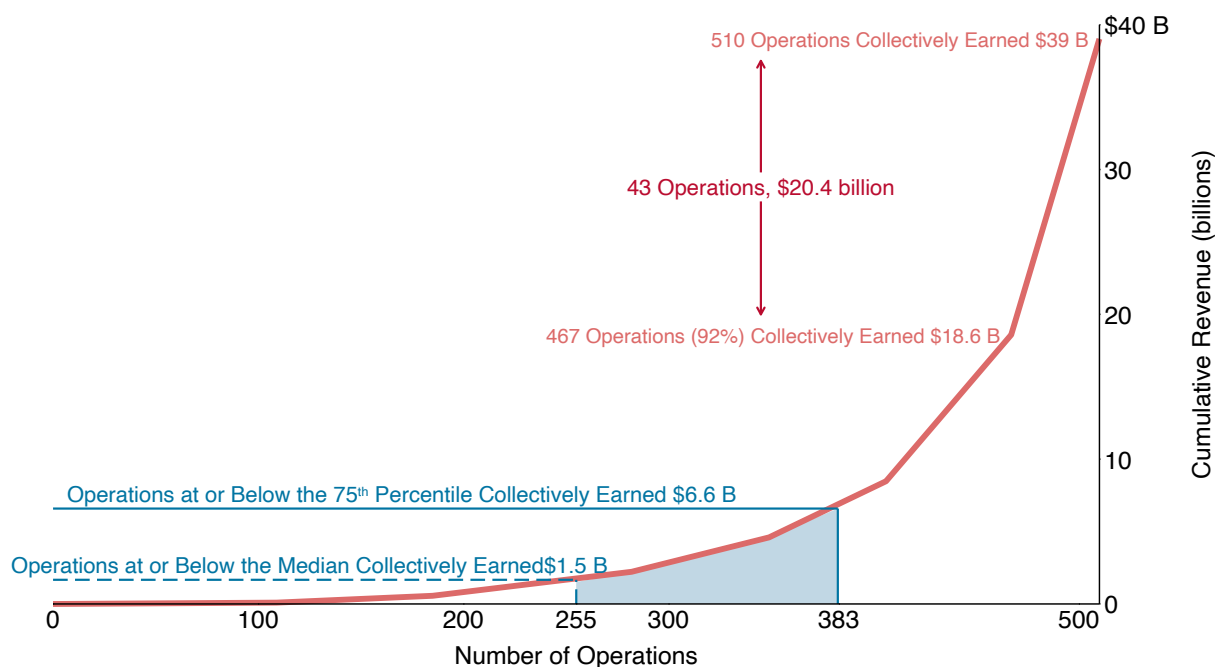 $40 B
510 Operations Collectively Earned $39 B
30
43 Operations, $20.4 billion
20
467 Operations (92%) Collectively Earned $18.6 B
Cumulative Revenue (billions)
10
Operations at or Below the 75th Percentile Collectively Earned $6.6 B
Operations at or Below the Median Collectively Earned$1.5 B
0
0 100 200 255 300 383 500
Number of Operations